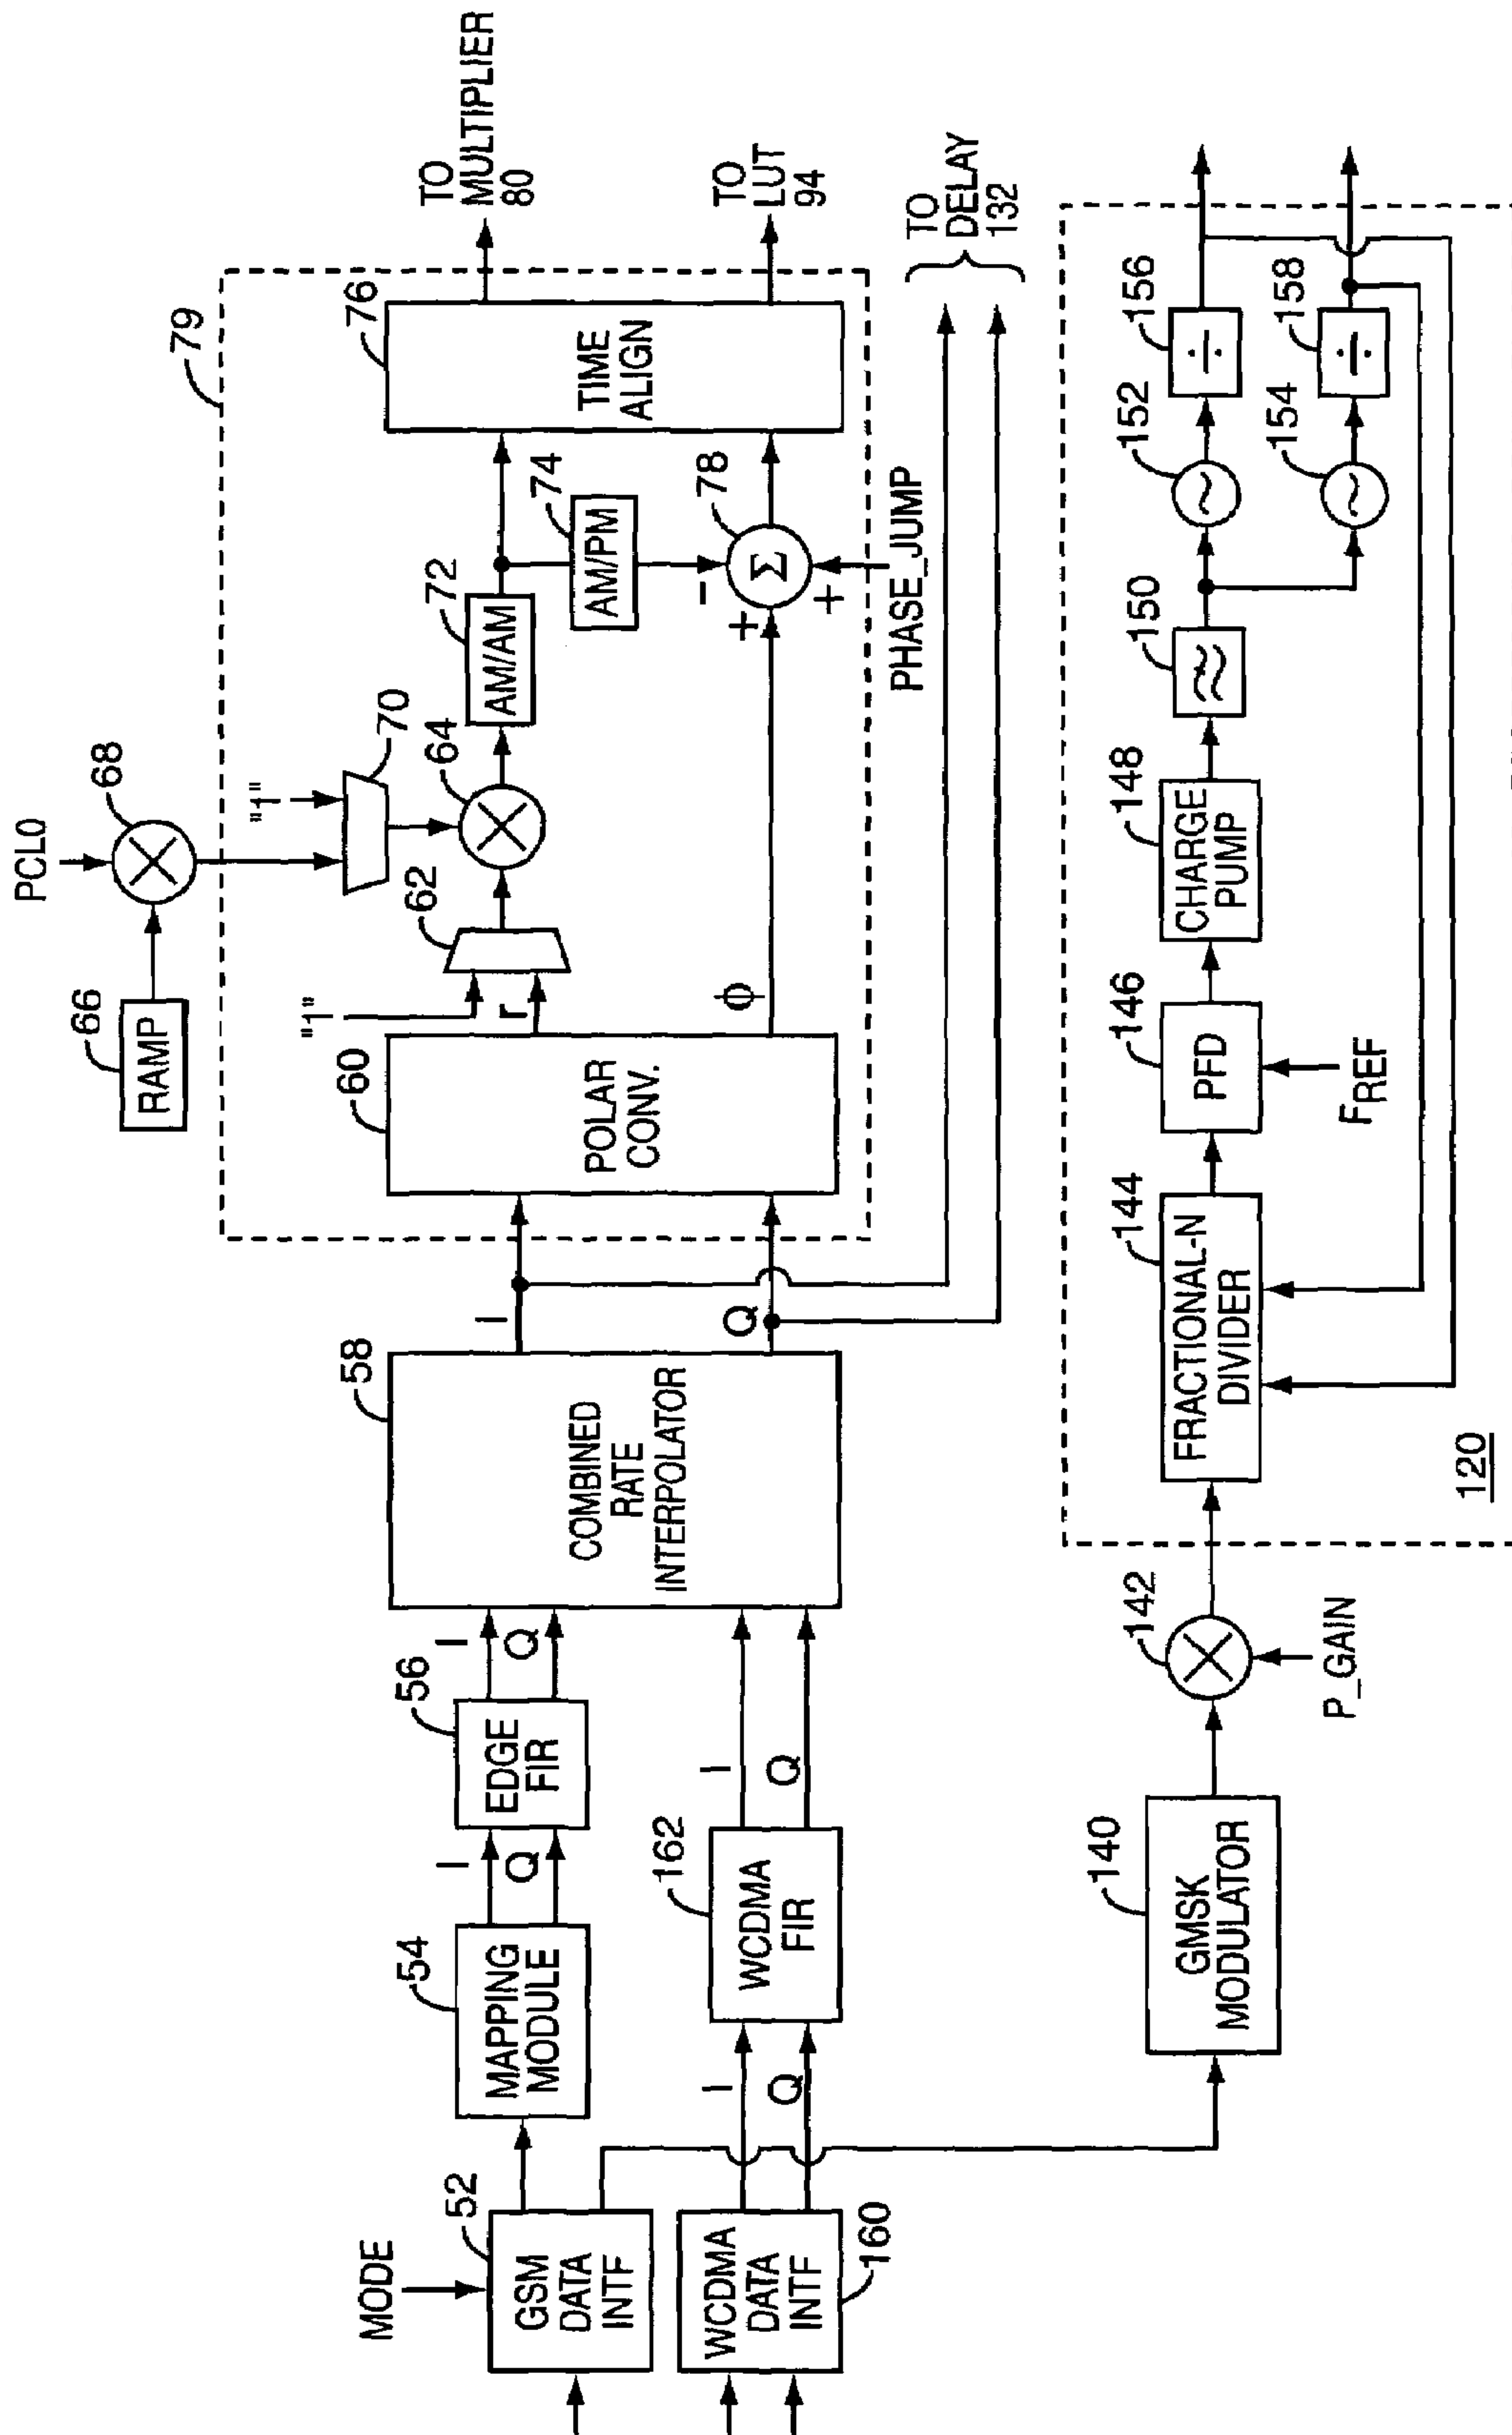 MODE
52
GSM
DATA
INTF
WCDMA
DATA
INTF
160
54
MAPPING
MODULE
I
Q
56
EDGE
FIR
I
Q
I
Q
162
WCDMA
FIR
I
Q
58
COMBINED
RATE
INTERPOLATOR
I
Q
66
RAMP
PCL0
68
"1"
70
79
60
POLAR
CONV.
"1"
r
ϕ
62
64
72
AM/AM
74
AM/PM
-
+
+
Σ
78
PHASE_JUMP
76
TIME
ALIGN
TO
MULTIPLIER
80
TO
LUT
94
TO
DELAY
132
140
GMSK
MODULATOR
142
P_GAIN
144
FRACTIONAL-N
DIVIDER
146
PFD
FREF
148
CHARGE
PUMP
150
152
154
156
÷
158
÷
120